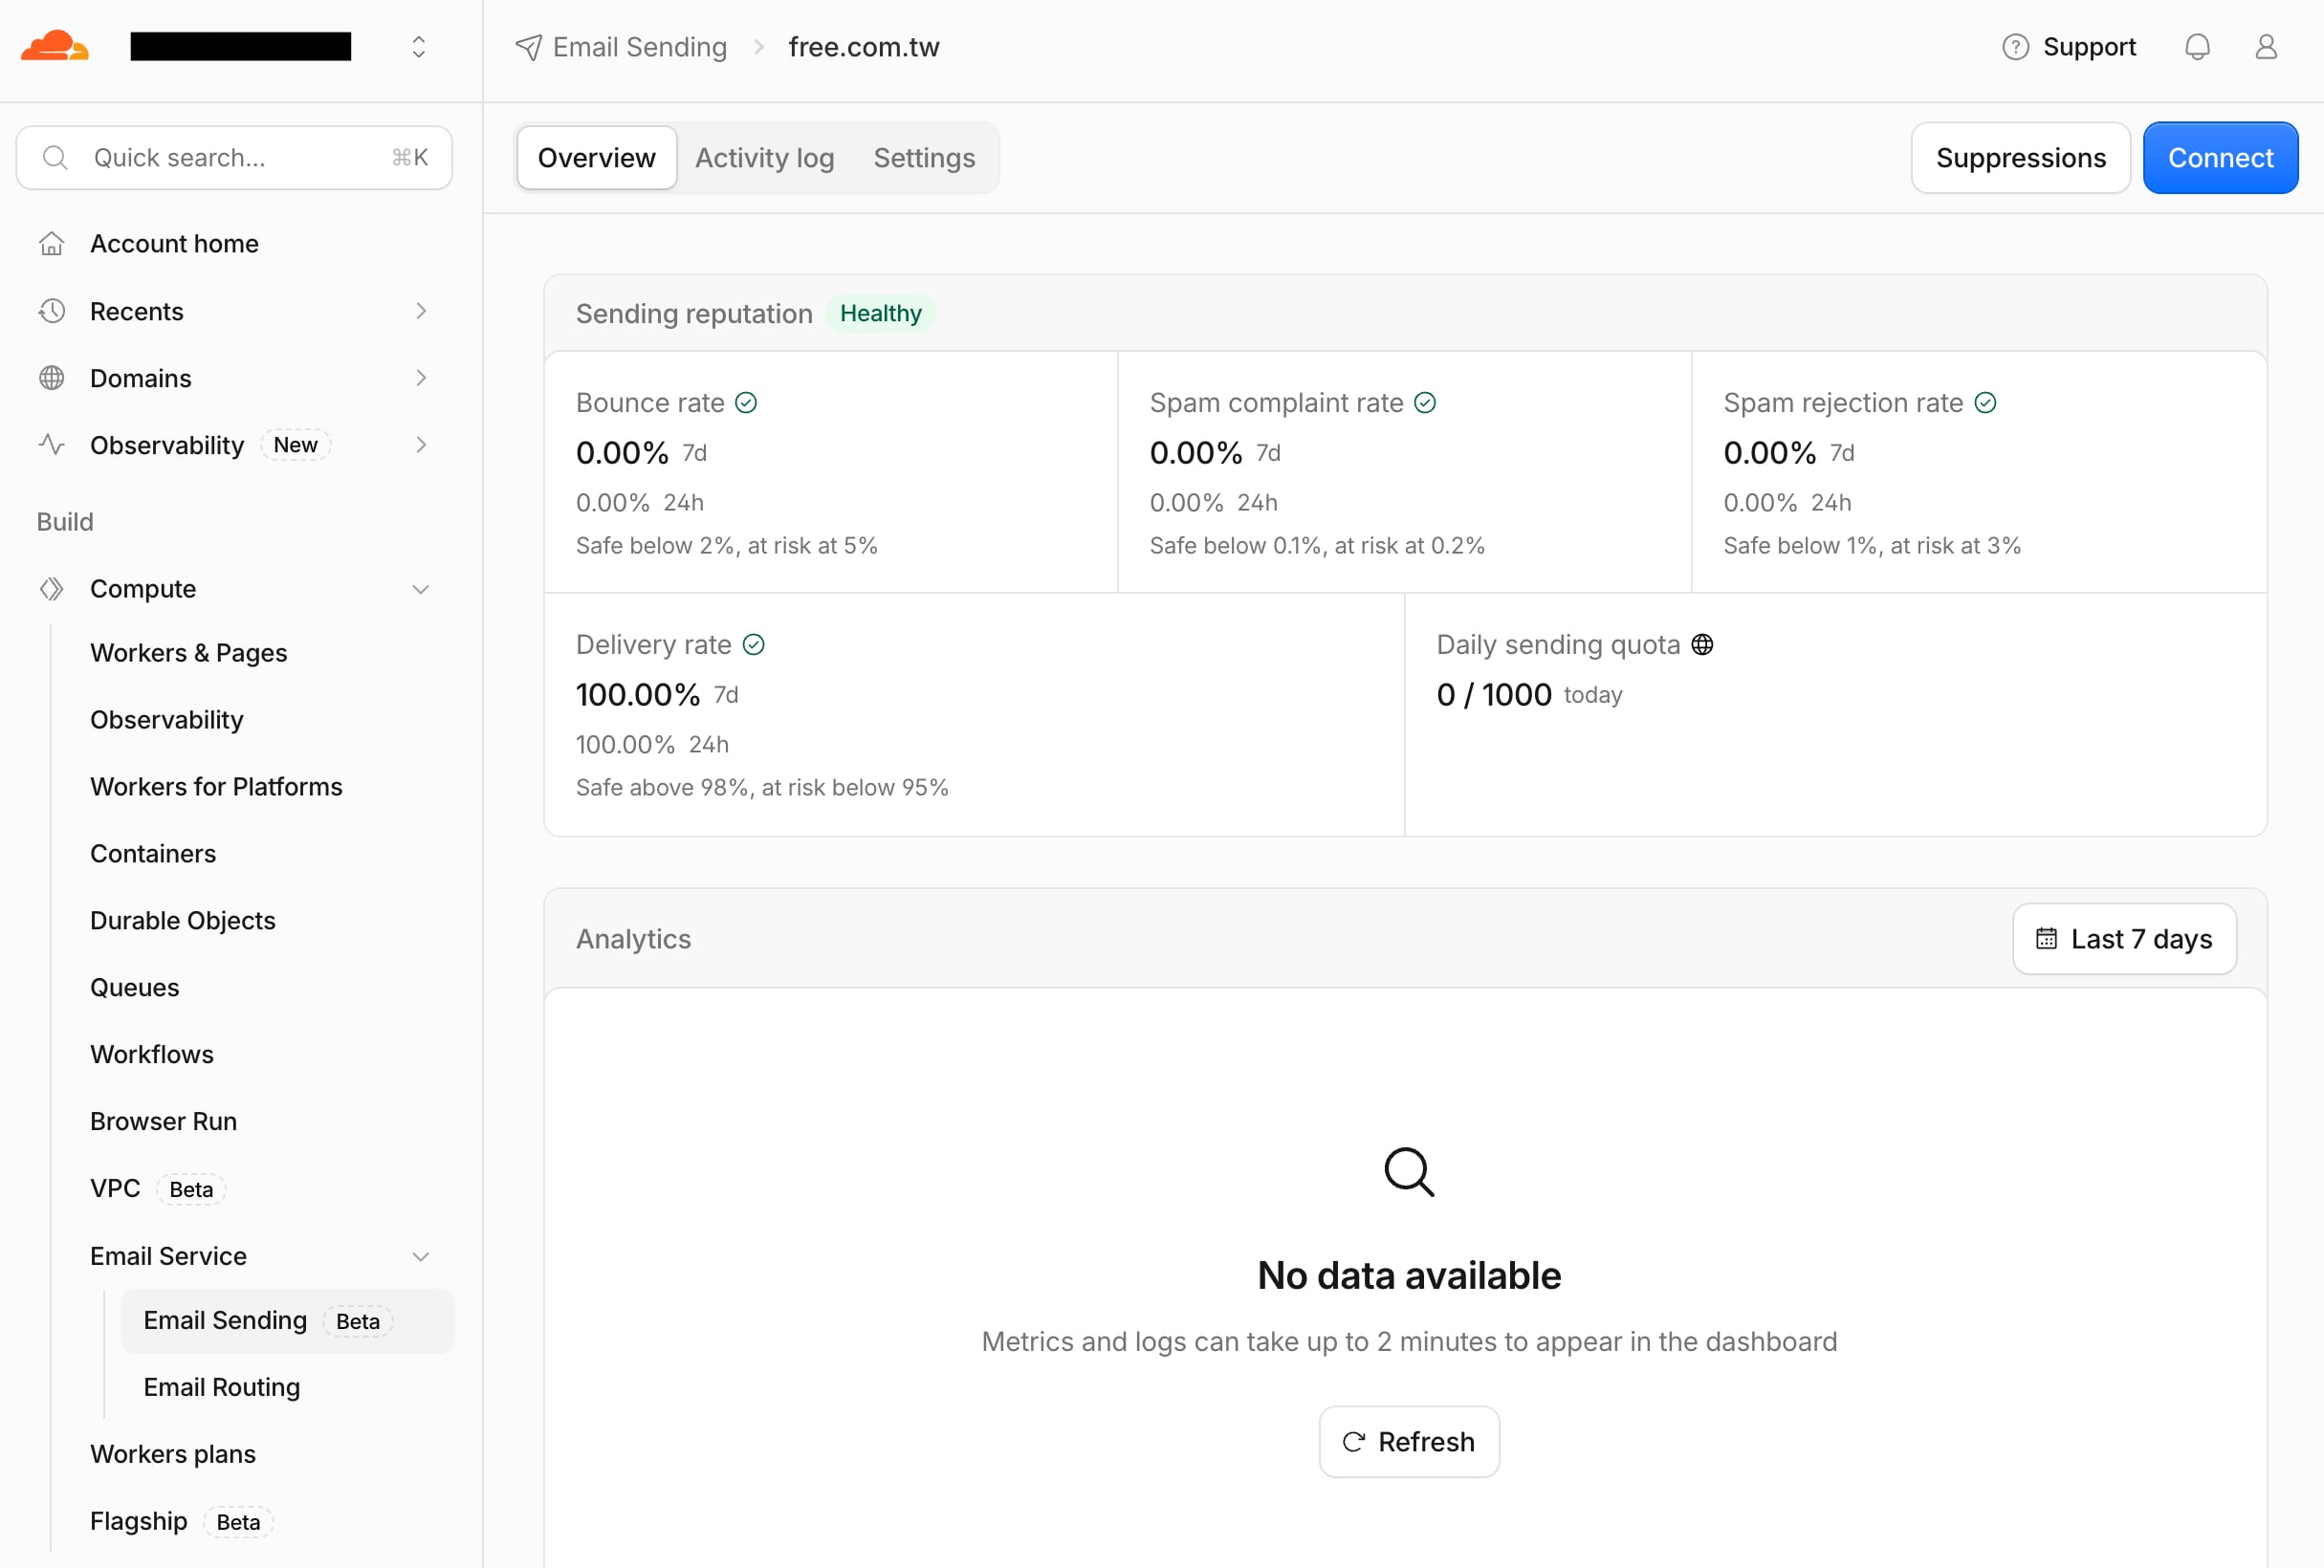 Email Sending > free.com.tw
Support
Quick search... ⌘K
Overview Activity log Settings
Suppressions Connect
Account home
Recents
Domains
Observability New
Build
Compute
Workers & Pages
Observability
Workers for Platforms
Containers
Durable Objects
Queues
Workflows
Browser Run
VPC Beta
Email Service
Email Sending Beta
Email Routing
Workers plans
Flagship Beta
Sending reputation Healthy
Bounce rate
0.00% 7d
0.00% 24h
Safe below 2%, at risk at 5%
Spam complaint rate
0.00% 7d
0.00% 24h
Safe below 0.1%, at risk at 0.2%
Spam rejection rate
0.00% 7d
0.00% 24h
Safe below 1%, at risk at 3%
Delivery rate
100.00% 7d
100.00% 24h
Safe above 98%, at risk below 95%
Daily sending quota
0 / 1000 today
Analytics
Last 7 days
No data available
Metrics and logs can take up to 2 minutes to appear in the dashboard
Refresh